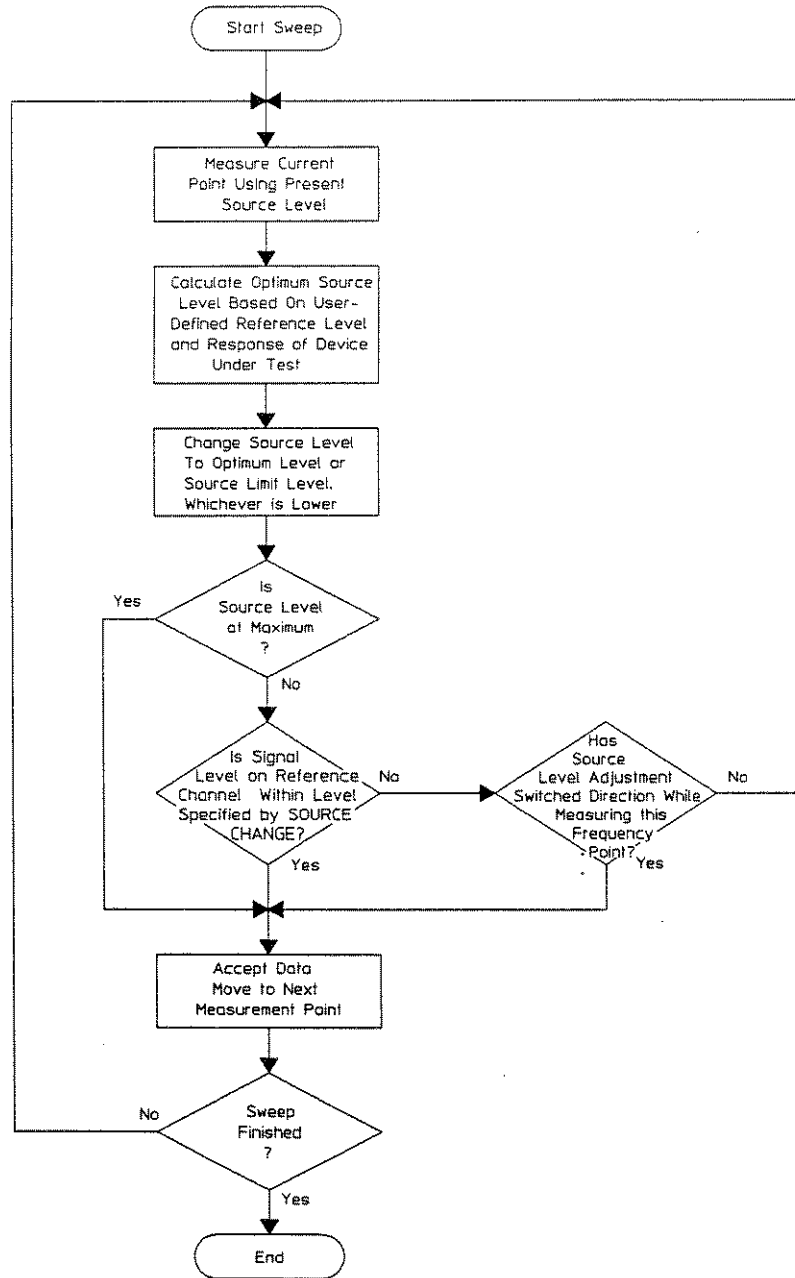 Start Sweep
Measure Current
Point Using Present
Source Level
Calculate Optimum Source
Level Based On User-
Defined Reference Level
and Response of Device
Under Test
Change Source Level
To Optimum Level or
Source Limit Level.
Whichever is Lower
Is
Source Level
at Maximum
?
Yes
No
Is Signal
Level on Reference
Channel Within Level
Specified by SOURCE
CHANGE?
No
Yes
Has
Source
Level Adjustment
Switched Direction While
Measuring this
Frequency
Point?
No
Yes
Accept Data
Move to Next
Measurement Point
Sweep
Finished
?
No
Yes
End